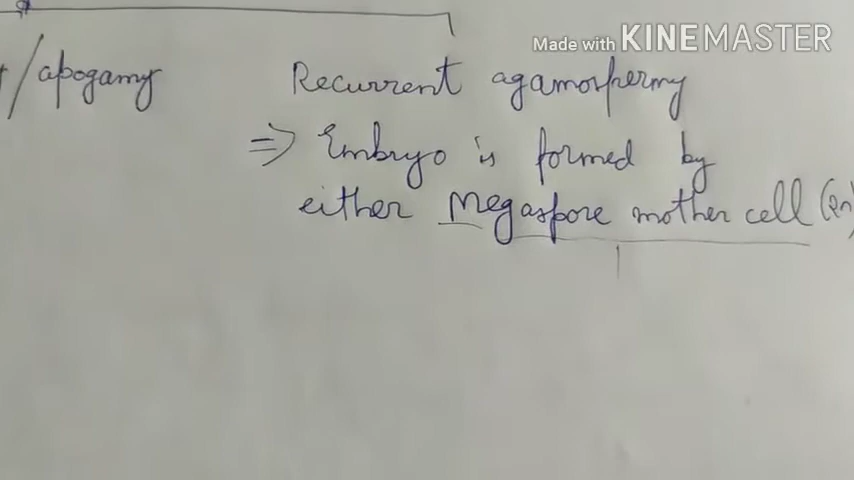 Made with KINEMASTER
/apogamy
Recurrent agamospermy
⇒ Embryo is formed by
either Megaspore mother cell (2n)